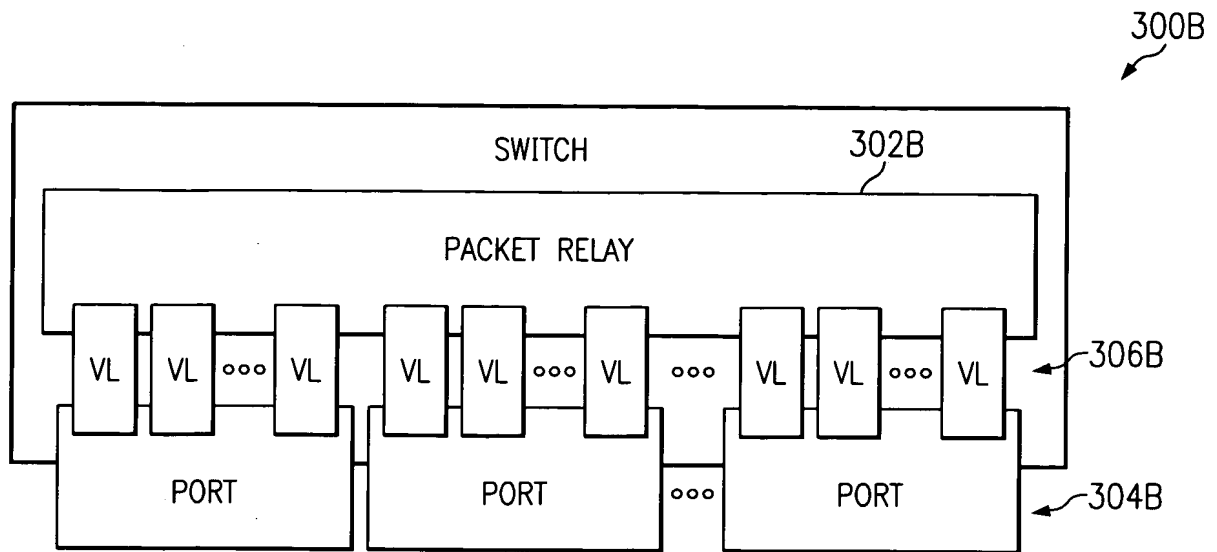 300B
SWITCH
302B
PACKET RELAY
VL VL ooo VL VL VL ooo VL ooo VL VL ooo VL
306B
PORT PORT ooo PORT
304B